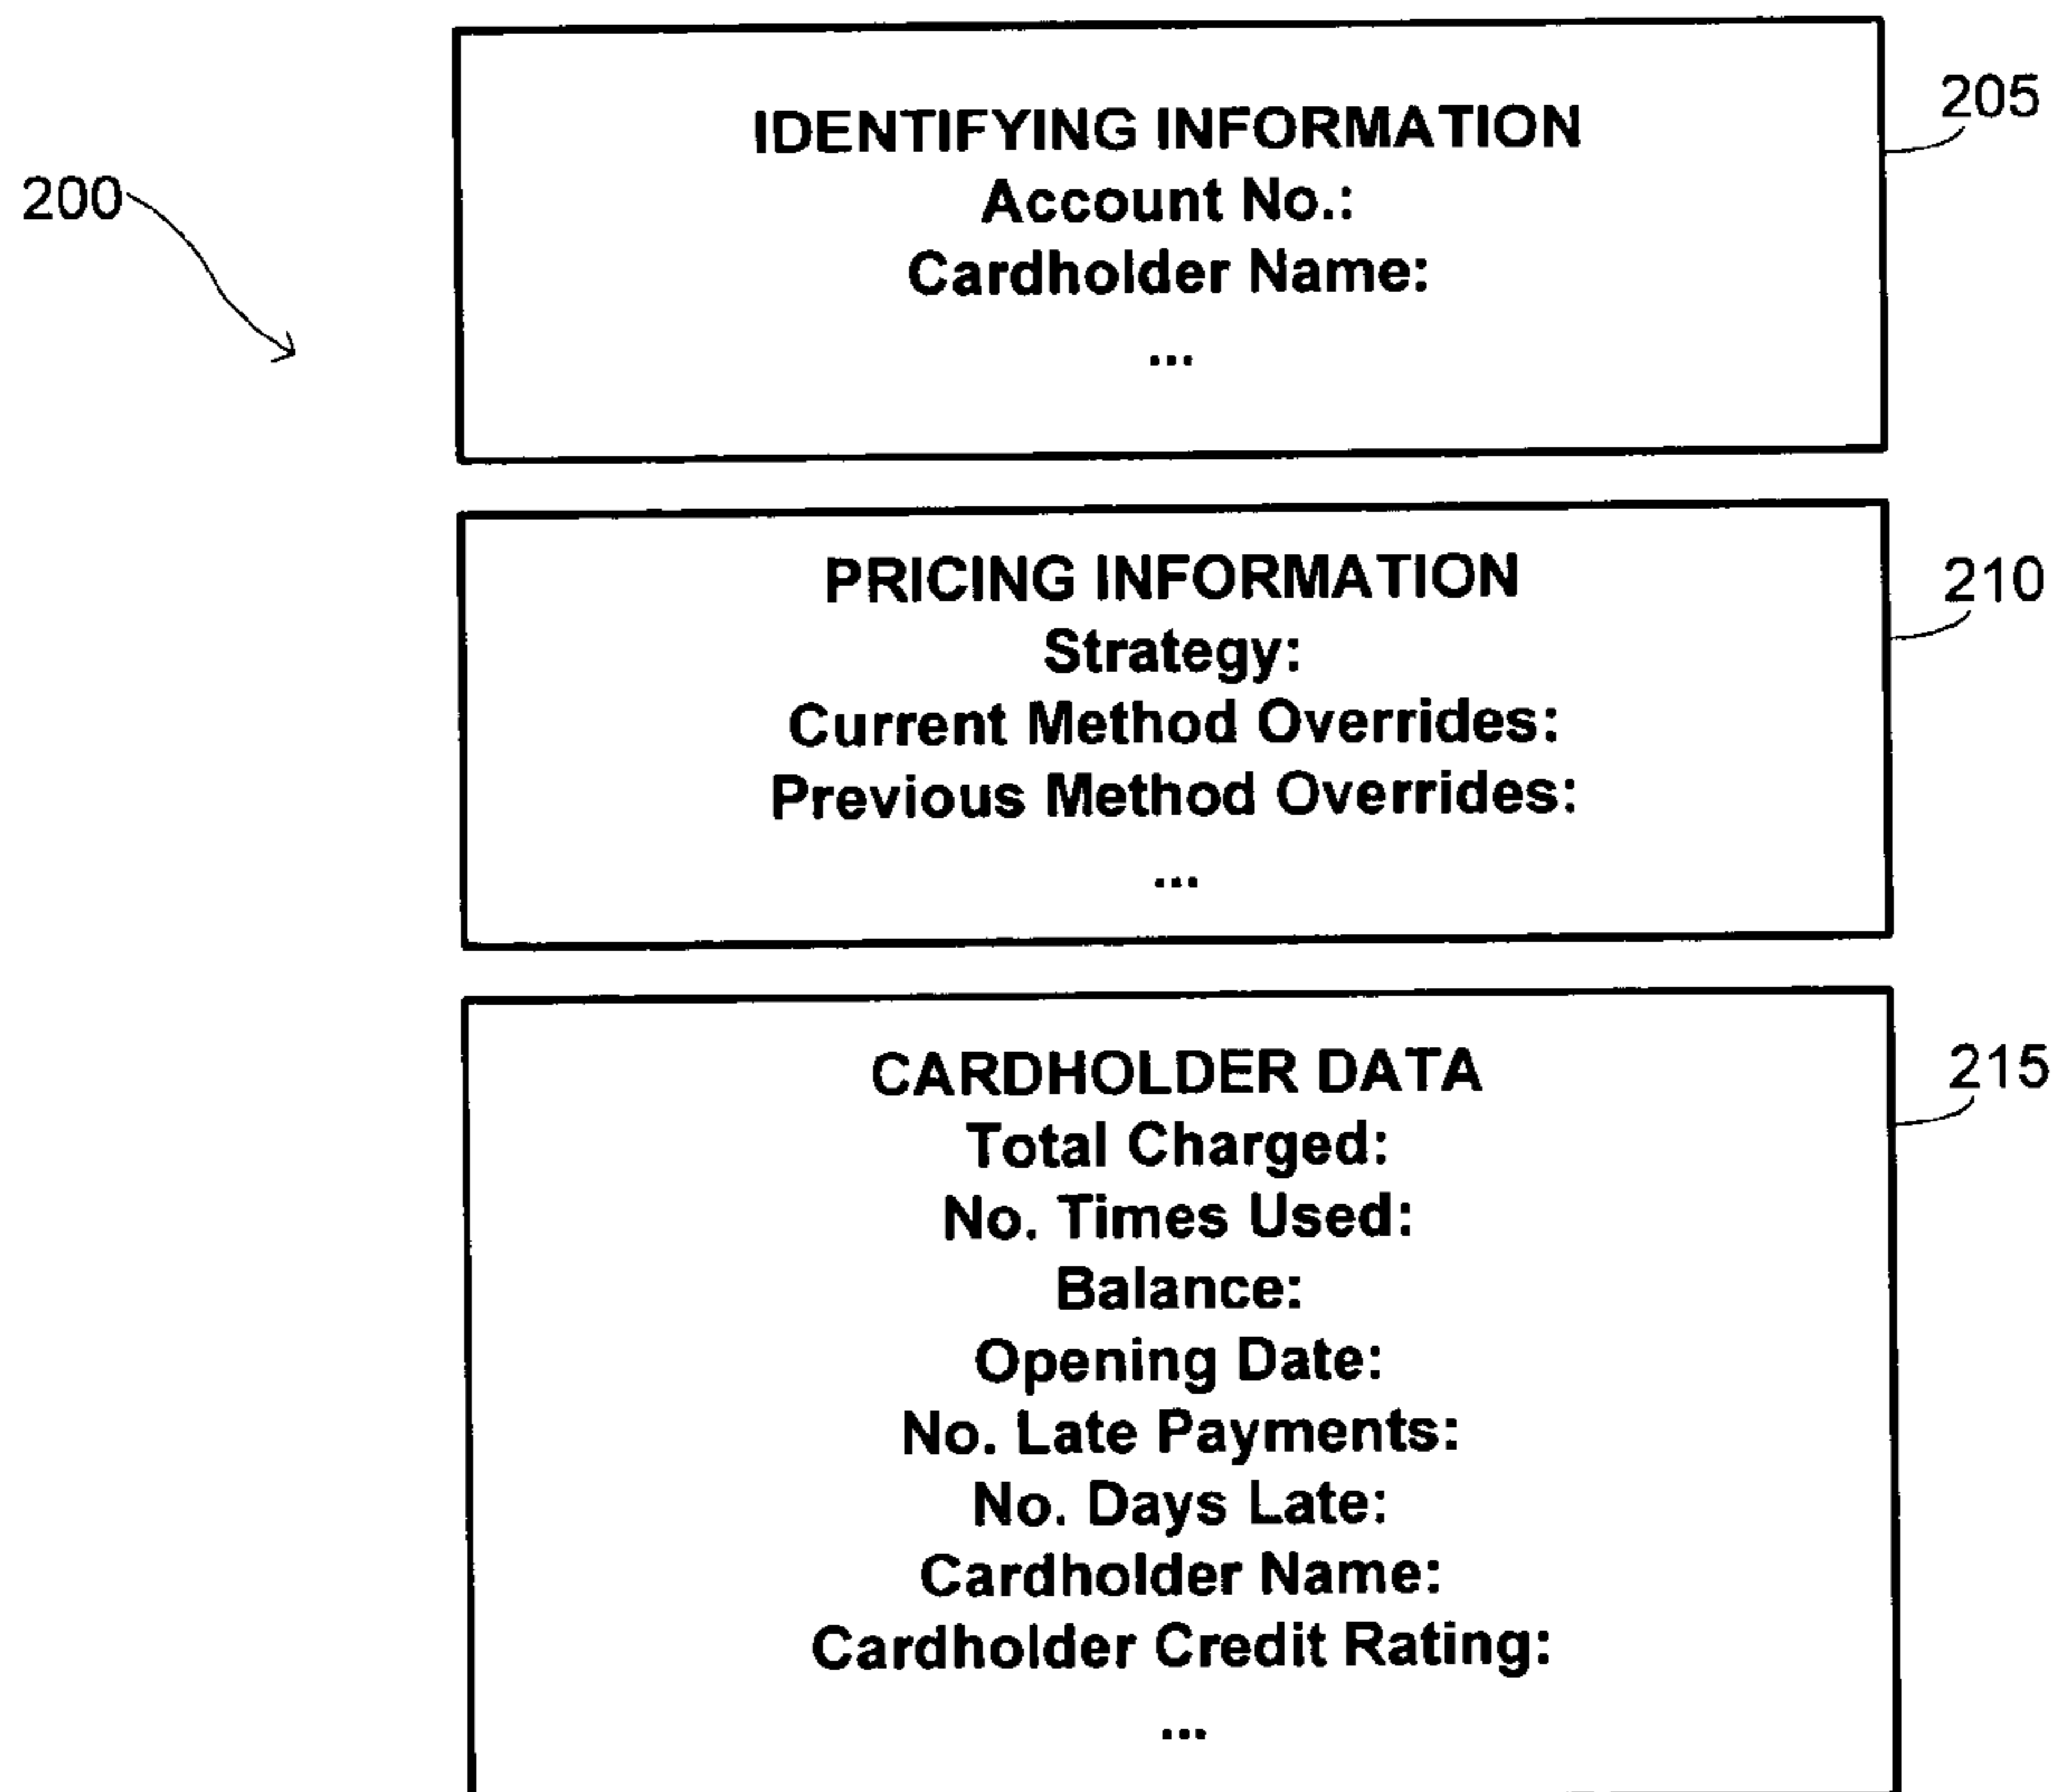 205
200
IDENTIFYING INFORMATION
Account No.:
Cardholder Name:
...
210
PRICING INFORMATION
Strategy:
Current Method Overrides:
Previous Method Overrides:
...
215
CARDHOLDER DATA
Total Charged:
No. Times Used:
Balance:
Opening Date:
No. Late Payments:
No. Days Late:
Cardholder Name:
Cardholder Credit Rating:
...